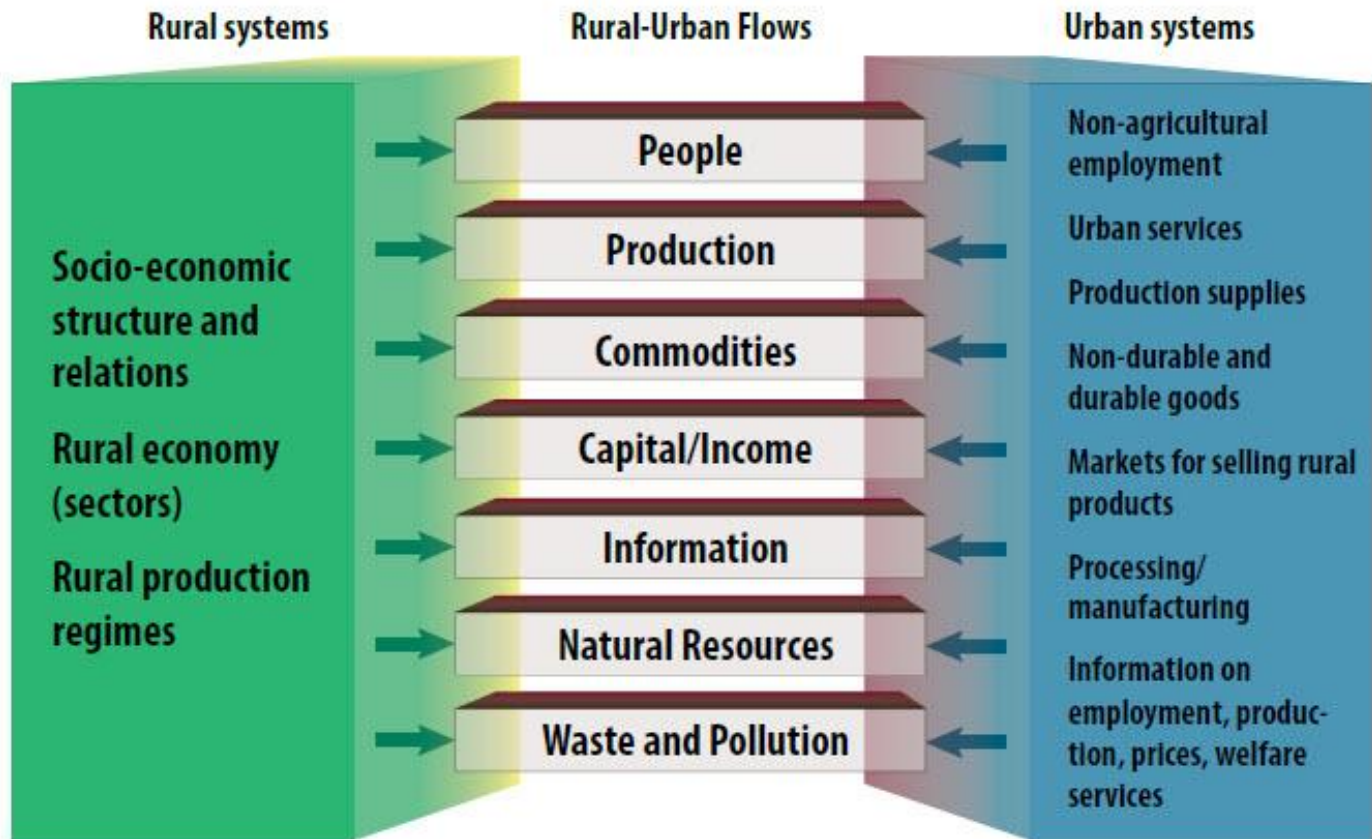 Rural systems
Rural-Urban Flows
Urban systems
Socio-economic
structure and
relations
Rural economy
(sectors)
Rural production
regimes
People
Production
Commodities
Capital/Income
Information
Natural Resources
Waste and Pollution
Non-agricultural
employment
Urban services
Production supplies
Non-durable and
durable goods
Markets for selling rural
products
Processing/
manufacturing
Information on
employment, produc-
tion, prices, welfare
services